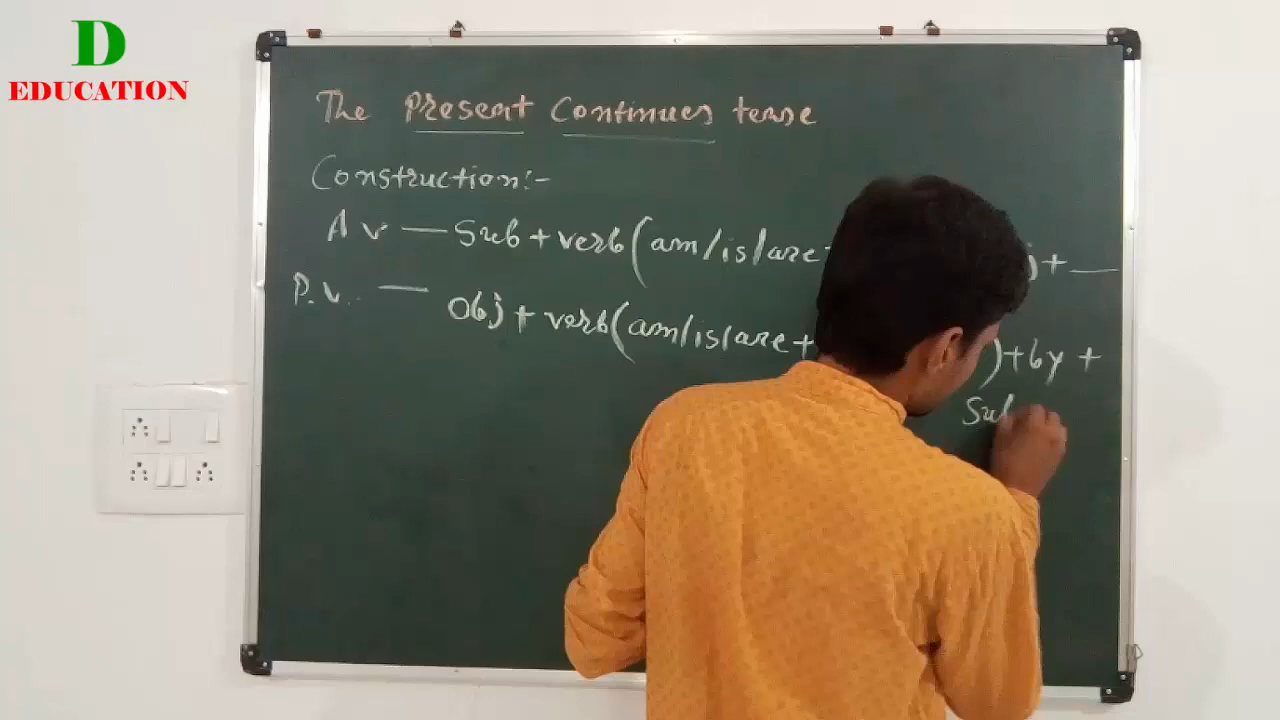 D
EDUCATION
The Present Continues tense
Construction:-
A v — Sub + verb (am/is/are + —
P.V. — Obj + verb (am/is/are + ) + by +
Sub